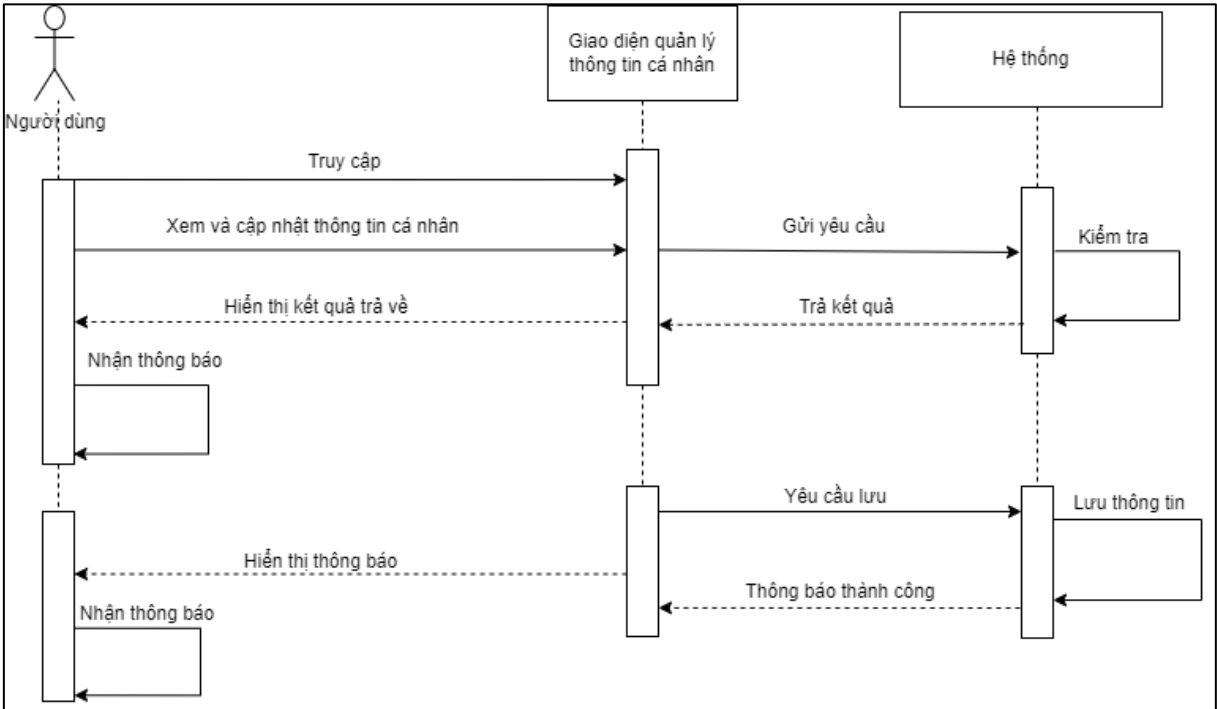 Giao diện quản lý
thông tin cá nhân
Hệ thống
Người dùng
Truy cập
Xem và cập nhật thông tin cá nhân
Gửi yêu cầu
Kiểm tra
Hiển thị kết quả trả về
Trả kết quả
Nhận thông báo
Yêu cầu lưu
Lưu thông tin
Hiển thị thông báo
Thông báo thành công
Nhận thông báo